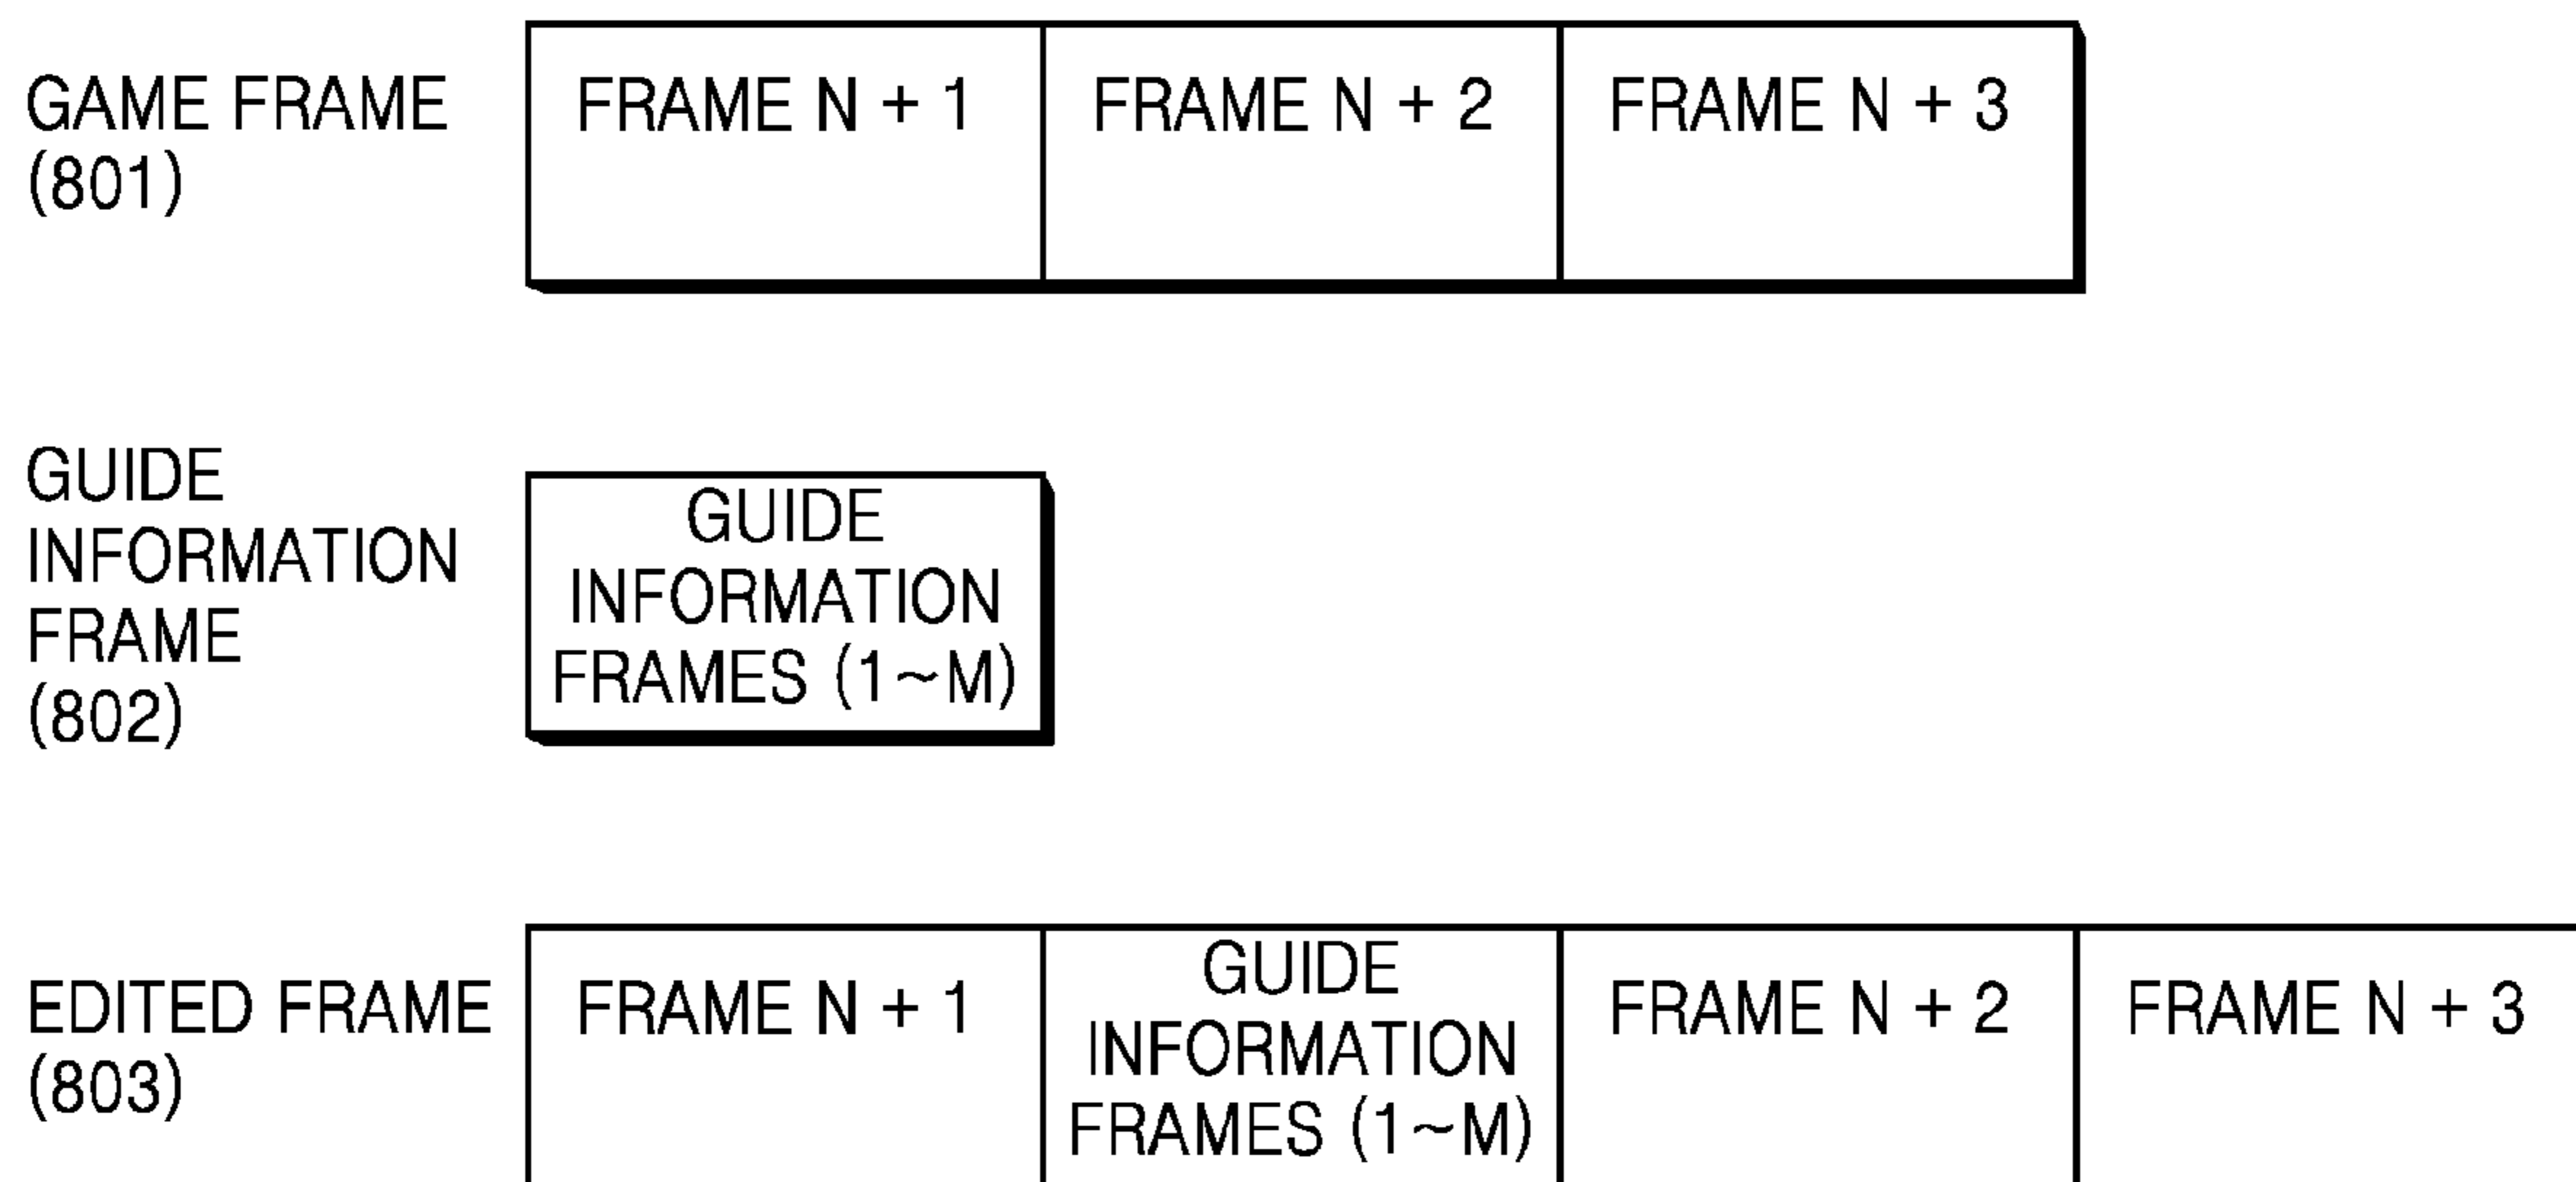 GAME FRAME
(801)
FRAME N + 1
FRAME N + 2
FRAME N + 3
GUIDE
INFORMATION
FRAME
(802)
GUIDE
INFORMATION
FRAMES (1~M)
EDITED FRAME
(803)
FRAME N + 1
GUIDE
INFORMATION
FRAMES (1~M)
FRAME N + 2
FRAME N + 3